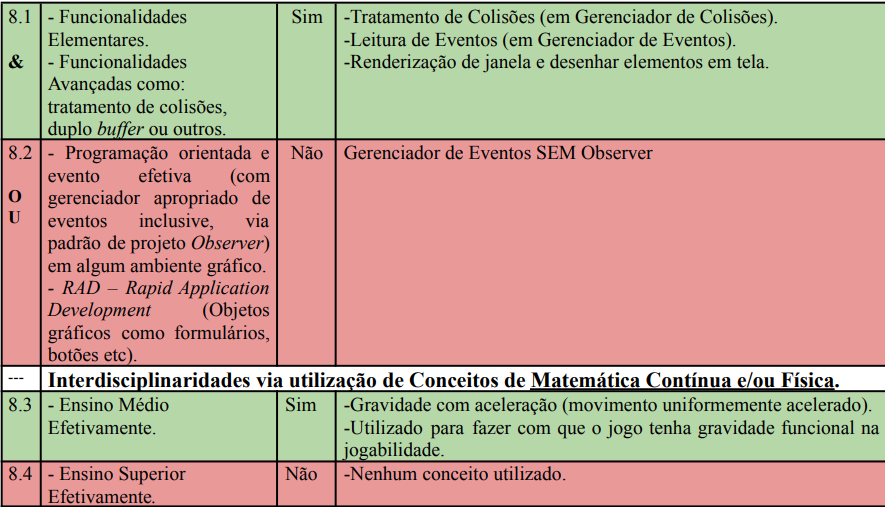 8.1
&
- Funcionalidades
Elementares.
- Funcionalidades
Avançadas como:
tratamento de colisões,
duplo buffer ou outros.
Sim
-Tratamento de Colisões (em Gerenciador de Colisões).
-Leitura de Eventos (em Gerenciador de Eventos).
-Renderização de janela e desenhar elementos em tela.
8.2
O
U
- Programação orientada e
evento efetiva (com
gerenciador apropriado de
eventos inclusive, via
padrão de projeto Observer)
em algum ambiente gráfico.
- RAD – Rapid Application
Development (Objetos
gráficos como formulários,
botões etc).
Não
Gerenciador de Eventos SEM Observer
---
Interdisciplinaridades via utilização de Conceitos de Matemática Contínua e/ou Física.
8.3
- Ensino Médio
Efetivamente.
Sim
-Gravidade com aceleração (movimento uniformemente acelerado).
-Utilizado para fazer com que o jogo tenha gravidade funcional na
jogabilidade.
8.4
- Ensino Superior
Efetivamente.
Não
-Nenhum conceito utilizado.